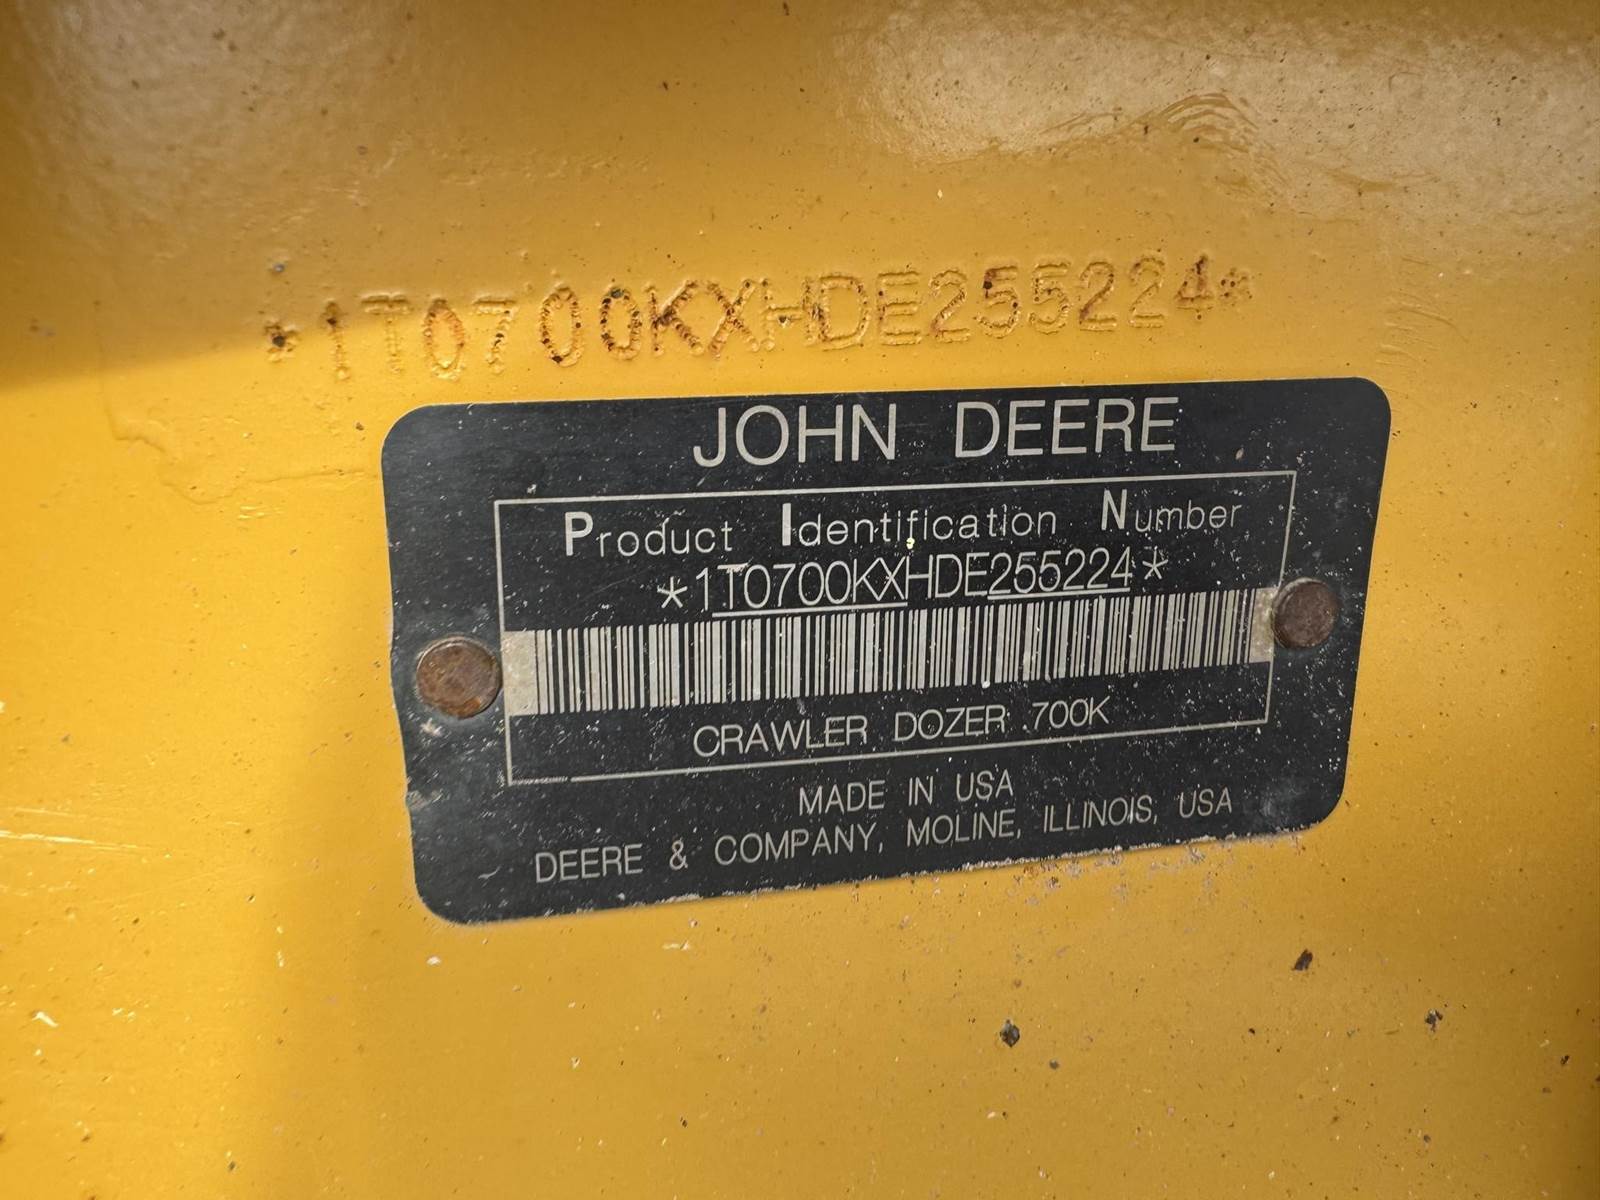 *1T0700KXHDE255224*
JOHN DEERE
Product Identification Number
*1T0700KXHDE255224*
CRAWLER DOZER 700K
MADE IN USA
DEERE & COMPANY, MOLINE, ILLINOIS, USA